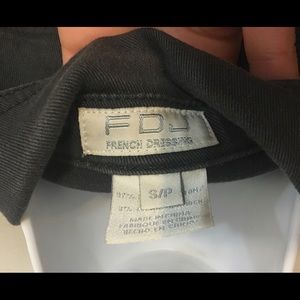 FDJ
FRENCH DRESSING
S/P
MADE IN CHINA
FABRIQUE EN CHINE
HECHO EN CHINA